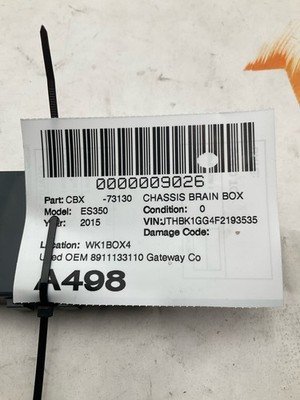 0000009026
Part: CBX -73130 CHASSIS BRAIN BOX
Model: ES350 Condition: 0
Year: 2015 VIN:JTHBK1GG4F2193535
Damage Code:
Location: WK1BOX4
Used OEM 8911133110 Gateway Co
A498